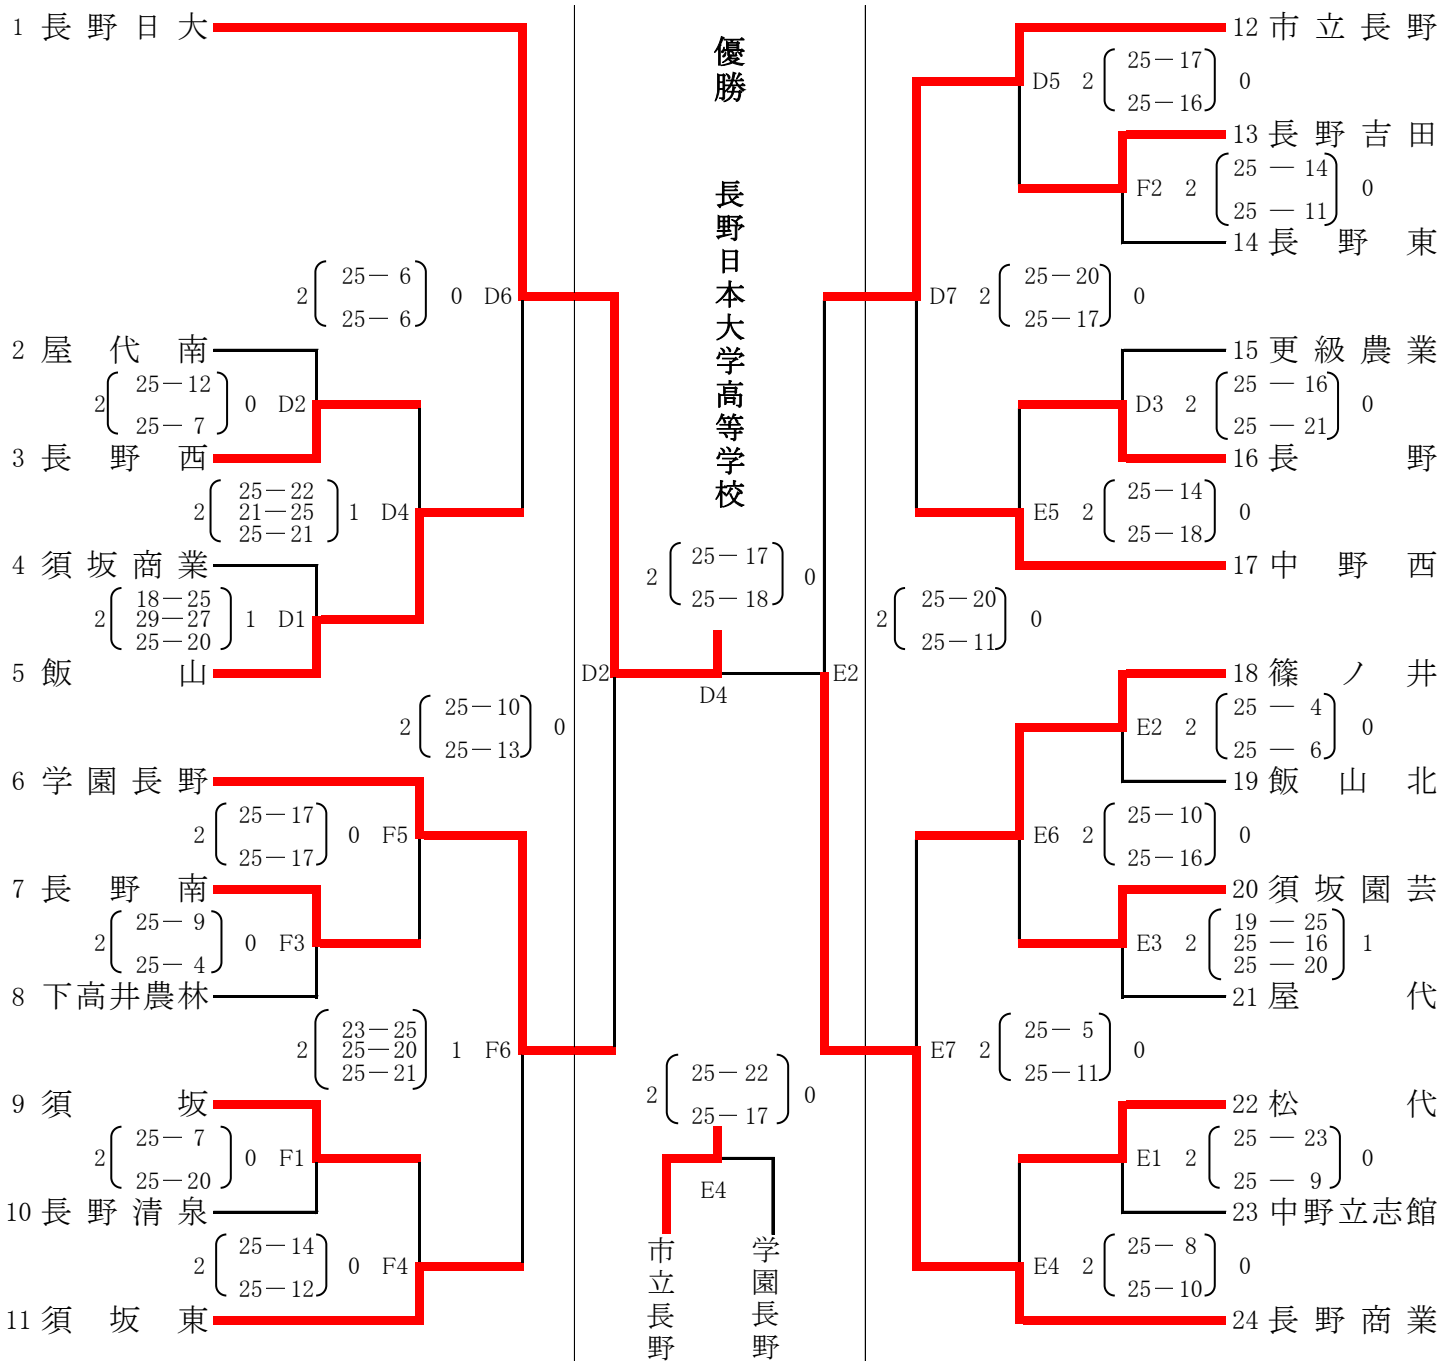 1 長野日大
2 25－6 0 D6
25－6
2 屋代南
2 25－12 0 D2
25－7
3 長野西
2 25－22 1 D4
21－25
25－21
4 須坂商業
2 18－25 1 D1
29－27
25－20
5 飯山
2 25－10 0
25－13
D2
6 学園長野
2 25－17 0 F5
25－17
7 長野南
2 25－9 0 F3
25－4
8 下高井農林
2 23－25 1 F6
25－20
25－21
9 須坂
2 25－7 0 F1
25－20
10 長野清泉
2 25－14 0 F4
25－12
11 須坂東
優勝 長野日本大学高等学校
2 25－17 0
25－18
D4
2 25－22 0
25－17
E4
市立長野
学園長野
12 市立長野
D5 2 25－17 0
25－16
13 長野吉田
F2 2 25－14 0
25－11
14 長野東
D7 2 25－20 0
25－17
15 更級農業
D3 2 25－16 0
25－21
16 長野
E5 2 25－14 0
25－18
17 中野西
2 25－20 0
25－11
E2
18 篠ノ井
E2 2 25－4 0
25－6
19 飯山北
E6 2 25－10 0
25－16
20 須坂園芸
E3 2 19－25 1
25－16
25－20
21 屋代
E7 2 25－5 0
25－11
22 松代
E1 2 25－23 0
25－9
23 中野立志館
E4 2 25－8 0
25－10
24 長野商業